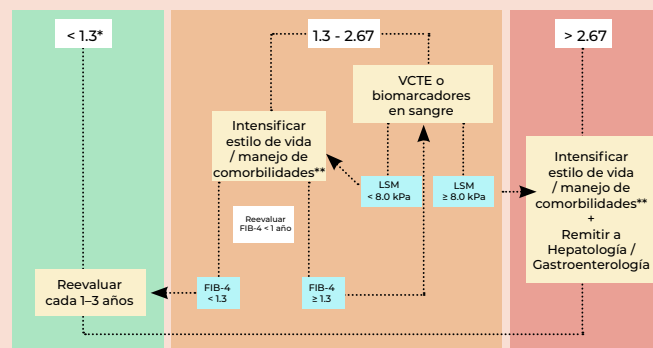 < 1.3*
1.3 - 2.67
> 2.67
VCTE o
biomarcadores
en sangre
Intensificar
estilo de vida
/ manejo de
comorbilidades**
LSM
< 8.0 kPa
LSM
≥ 8.0 kPa
Reevaluar
FIB-4 < 1 año
Intensificar
estilo de vida
/ manejo de
comorbilidades**
+
Remitir a
Hepatología /
Gastroenterología
Reevaluar
cada 1–3 años
FIB-4
< 1.3
FIB-4
≥ 1.3